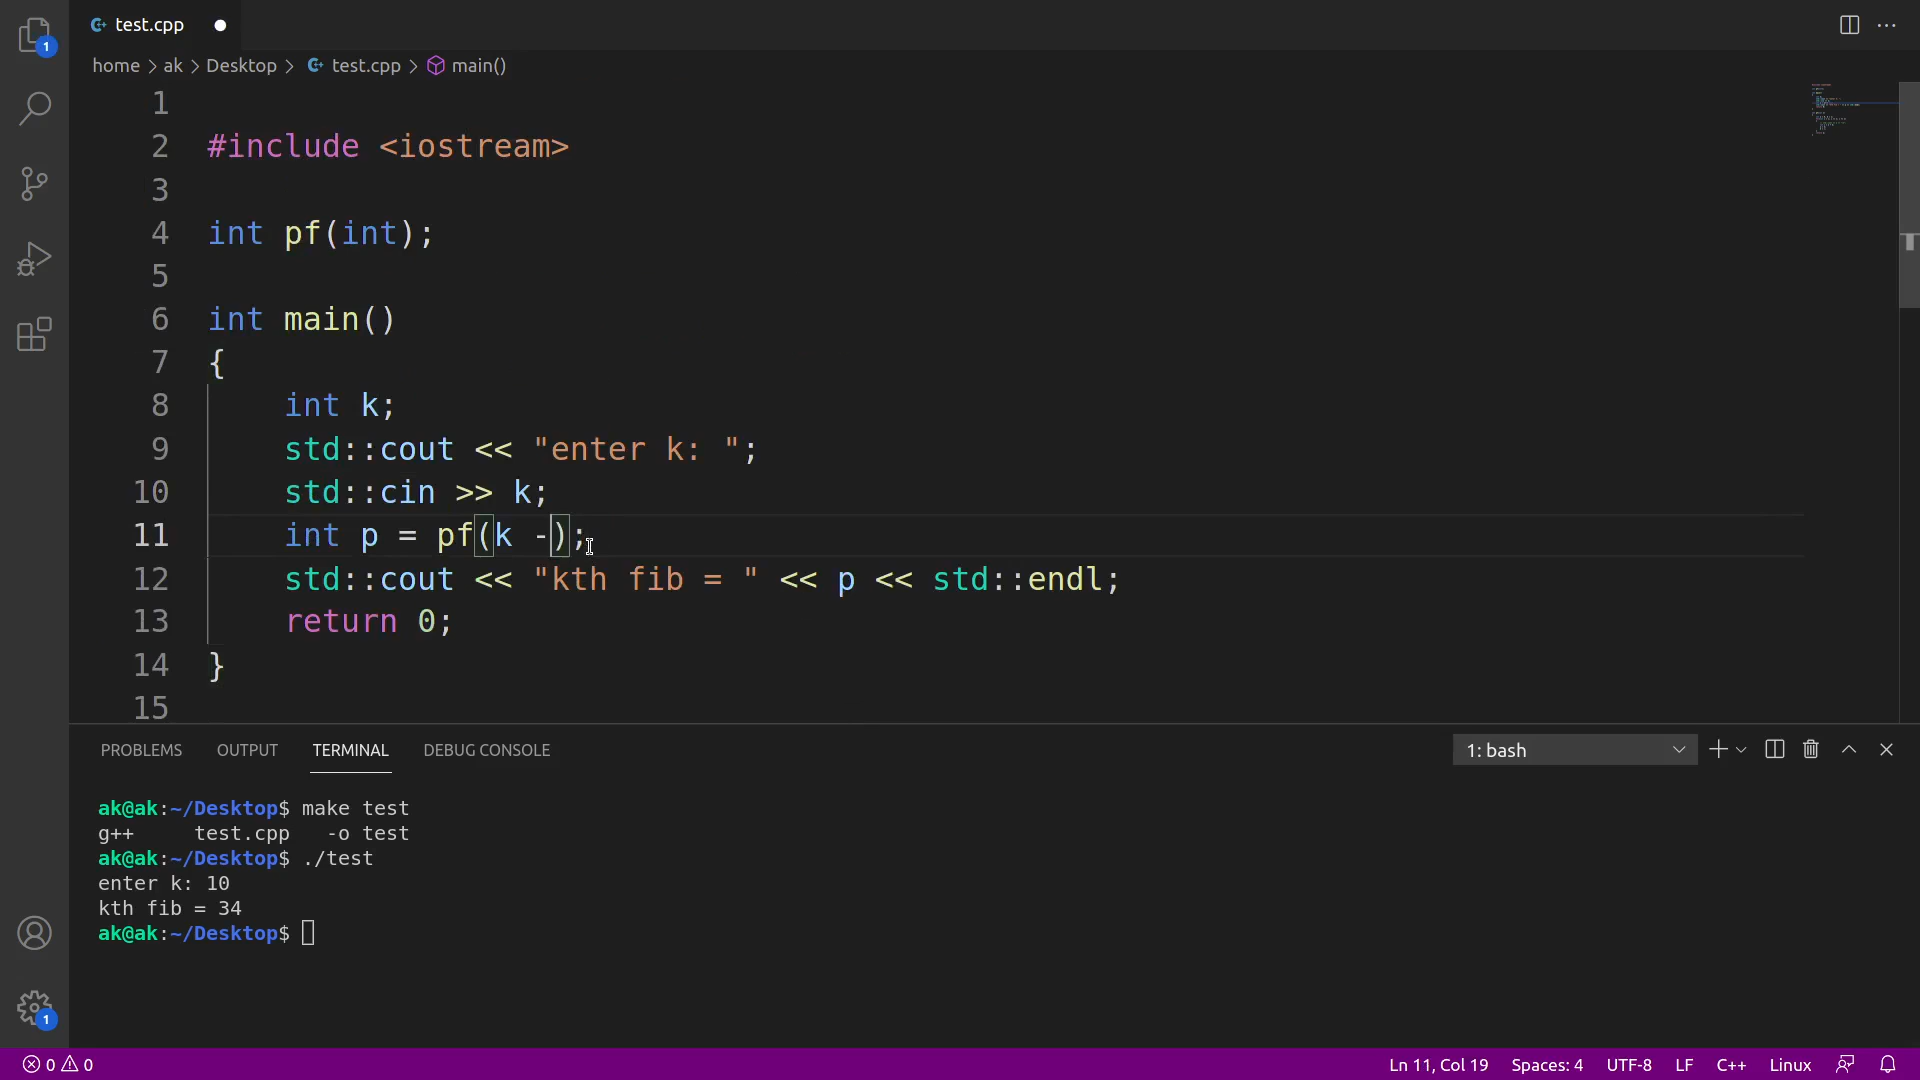 test.cpp
home > ak > Desktop > test.cpp > main()
1
2 #include <iostream>
3
4 int pf(int);
5
6 int main()
7 {
8 int k;
9 std::cout << "enter k: ";
10 std::cin >> k;
11 int p = pf(k -);
12 std::cout << "kth fib = " << p << std::endl;
13 return 0;
14 }
15
PROBLEMS OUTPUT TERMINAL DEBUG CONSOLE 1: bash
ak@ak:~/Desktop$ make test
g++ test.cpp -o test
ak@ak:~/Desktop$ ./test
enter k: 10
kth fib = 34
ak@ak:~/Desktop$
1
1
0 0 Ln 11, Col 19 Spaces: 4 UTF-8 LF C++ Linux